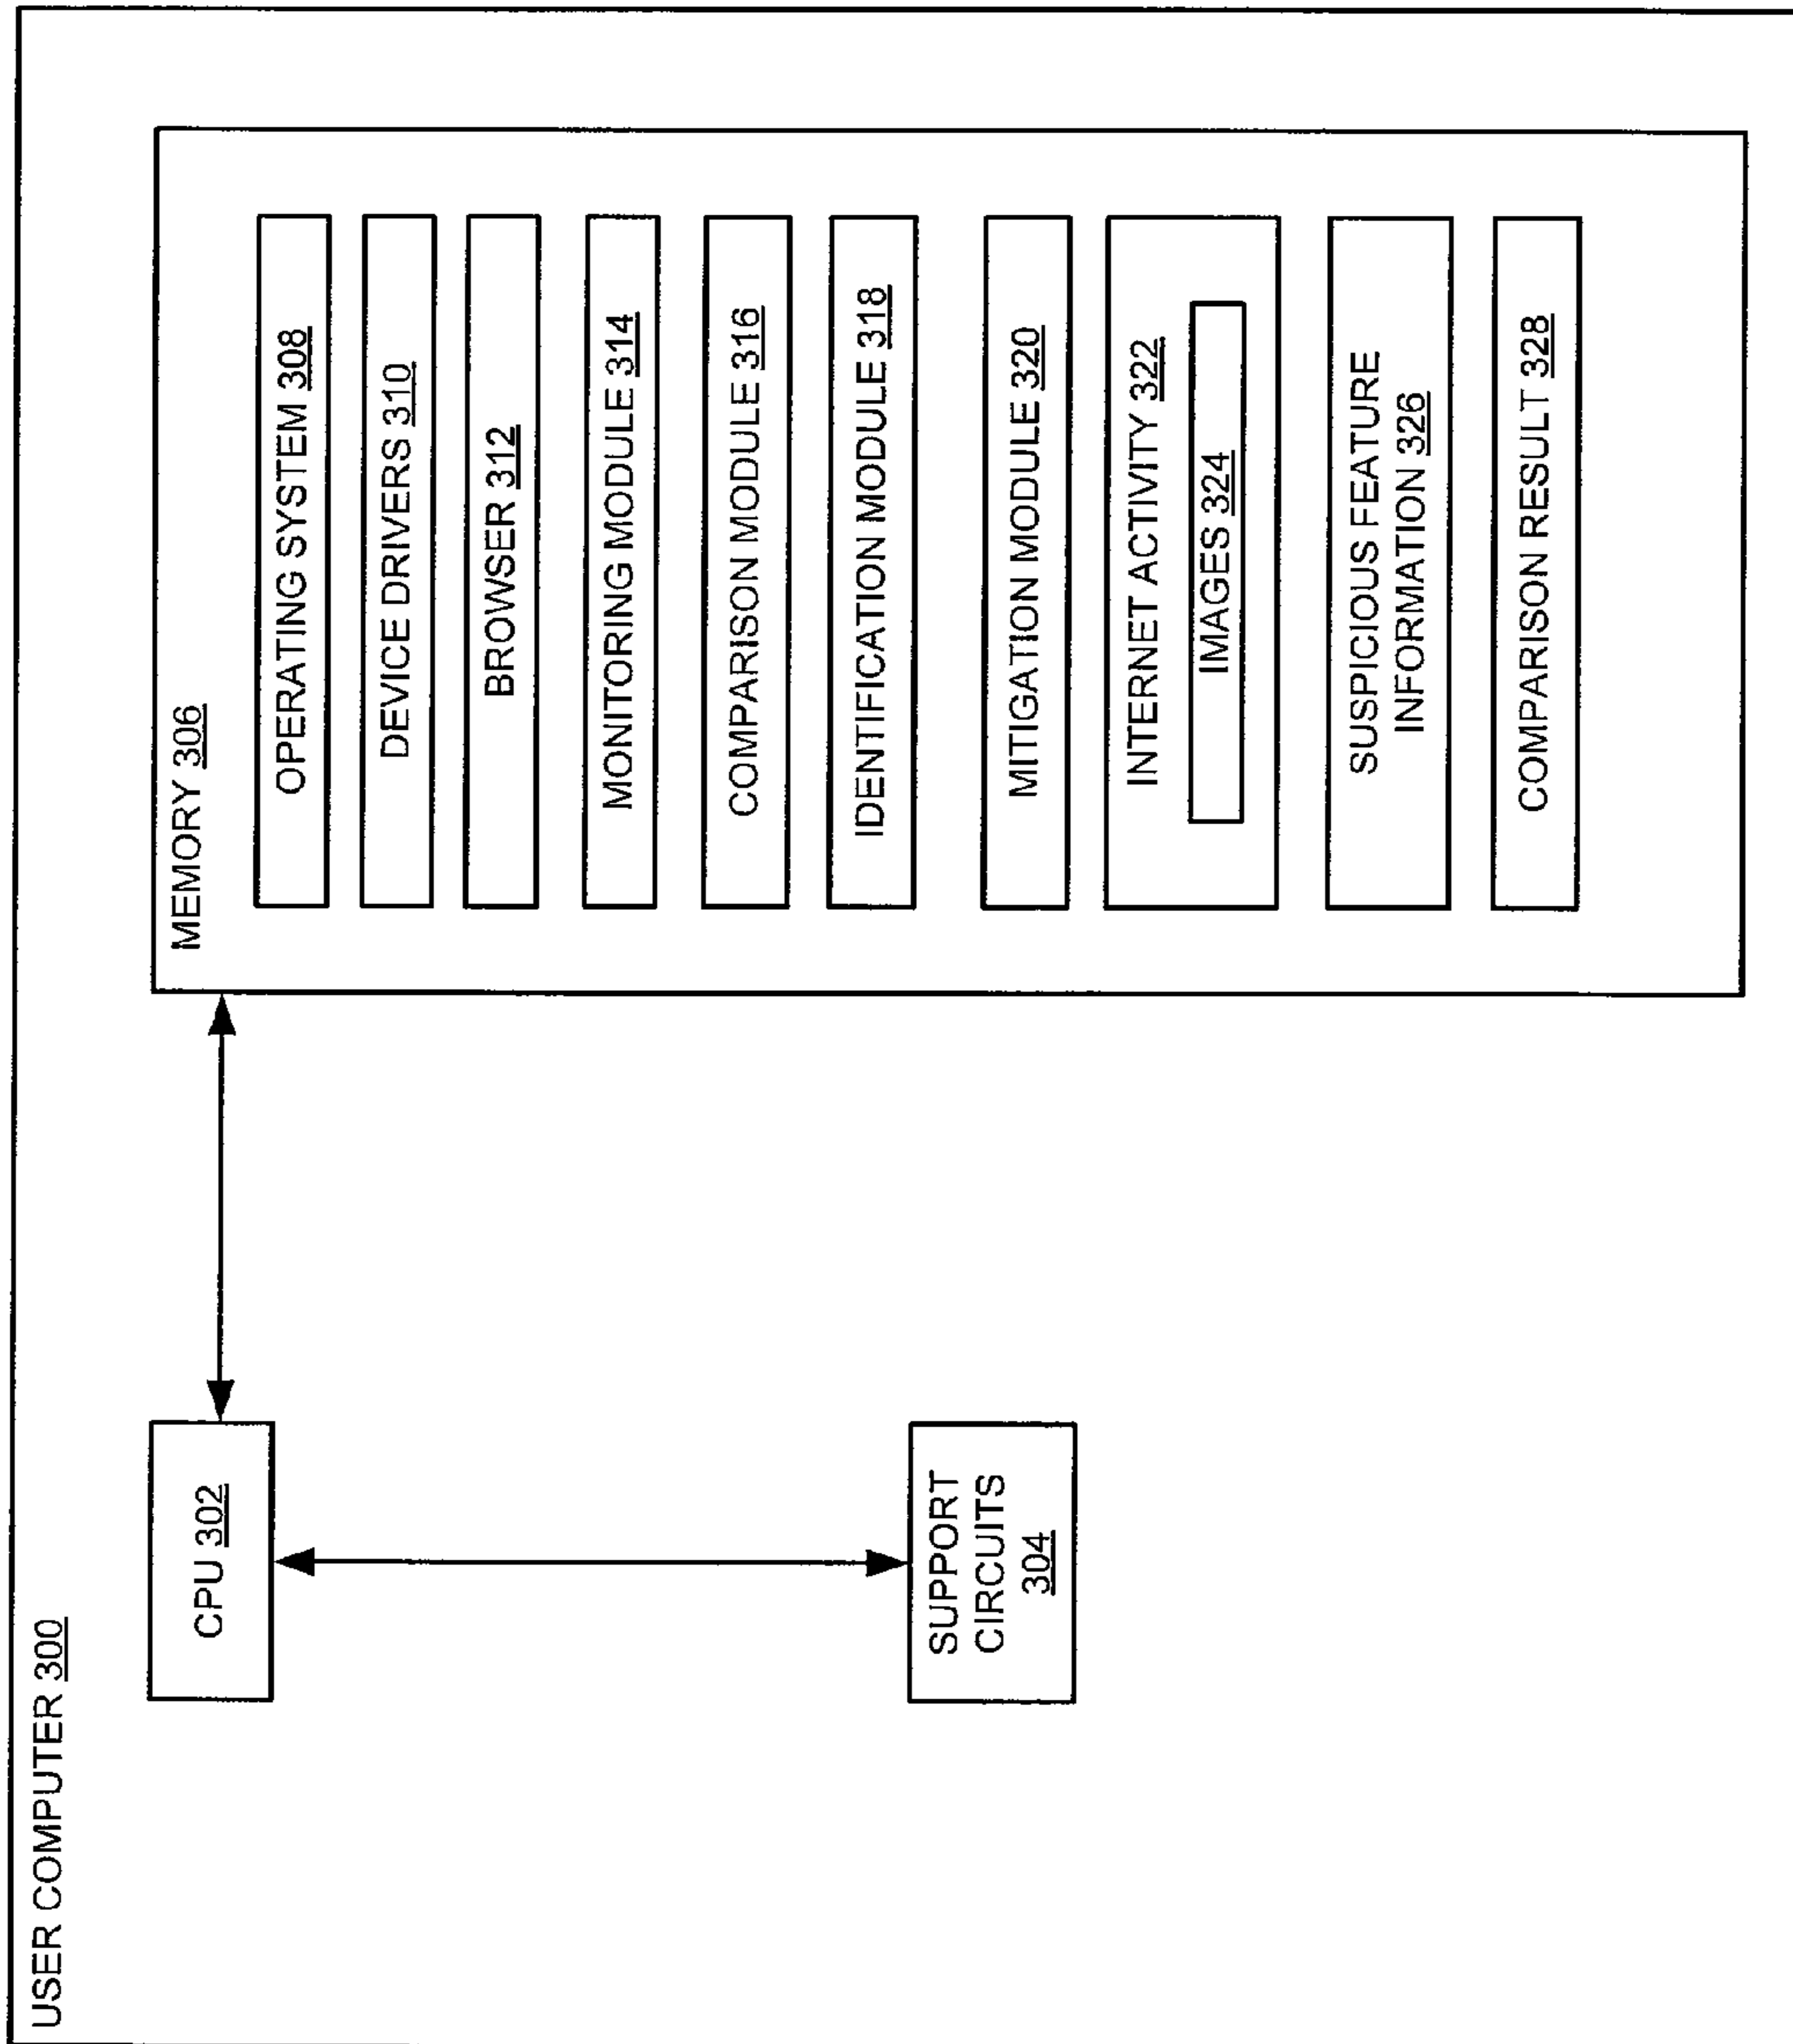 USER COMPUTER 300
CPU 302
SUPPORT
CIRCUITS
304
MEMORY 306
OPERATING SYSTEM 308
DEVICE DRIVERS 310
BROWSER 312
MONITORING MODULE 314
COMPARISON MODULE 316
IDENTIFICATION MODULE 318
MITIGATION MODULE 320
INTERNET ACTIVITY 322
IMAGES 324
SUSPICIOUS FEATURE
INFORMATION 326
COMPARISON RESULT 328